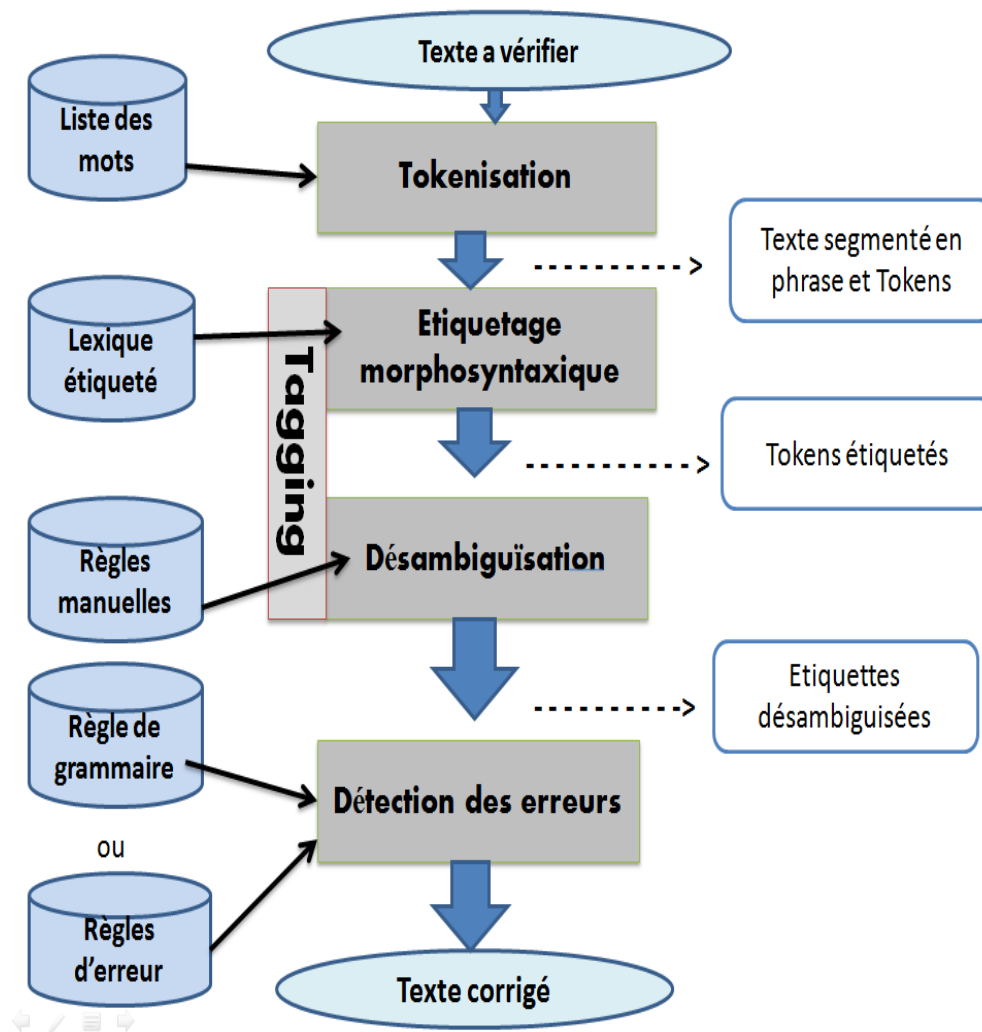 Texte a vérifier
Liste des
mots
Tokenisation
Texte segmenté en
phrase et Tokens
Lexique
étiqueté
Tagging
Etiquetage
morphosyntaxique
Tokens étiquetés
Règles
manuelles
Désambiguïsation
Etiquettes
désambiguisées
Règle de
grammaire
Détection des erreurs
ou
Règles
d'erreur
Texte corrigé